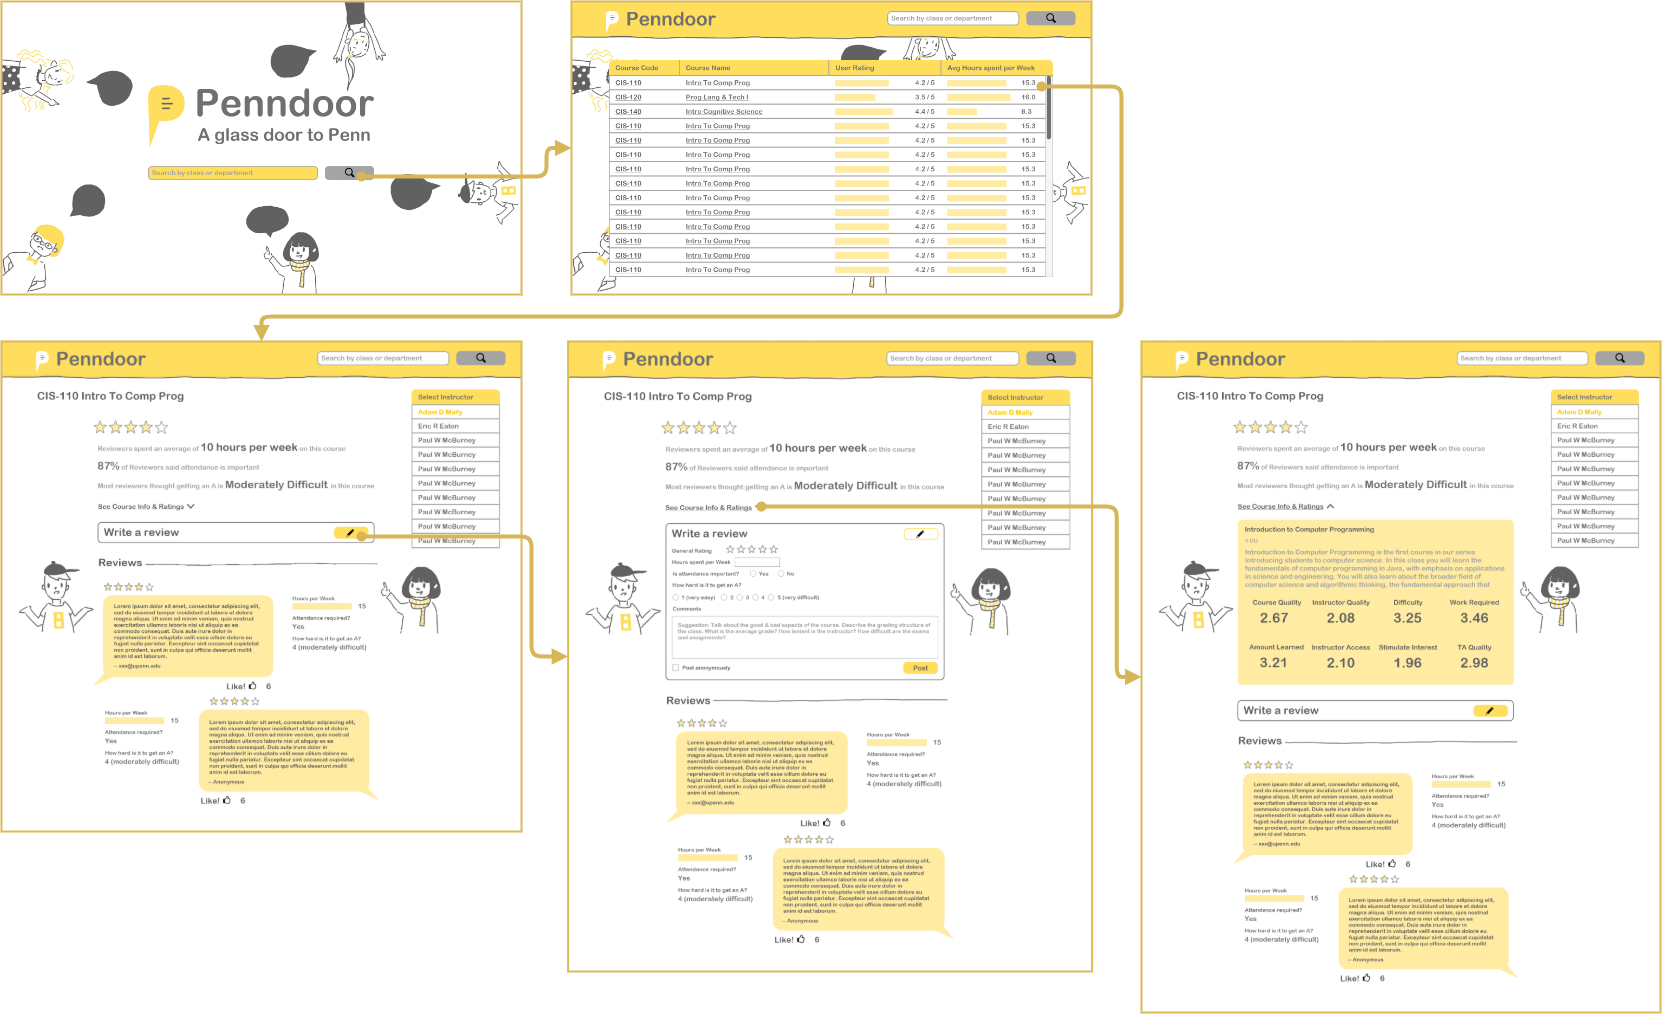 Penndoor
A glass door to Penn
Search by class or department
Penndoor
Search by class or department
Course Code Course Name User Rating Avg Hours spent per Week
CIS-110 Intro To Comp Prog 4.2 / 5 15.3
CIS-120 Prog Lang & Tech I 3.5 / 5 16.0
CIS-140 Intro Cognitive Science 4.4 / 5 6.3
CIS-110 Intro To Comp Prog 4.2 / 5 15.3
CIS-110 Intro To Comp Prog 4.2 / 5 15.3
CIS-110 Intro To Comp Prog 4.2 / 5 15.3
CIS-110 Intro To Comp Prog 4.2 / 5 15.3
CIS-110 Intro To Comp Prog 4.2 / 5 15.3
CIS-110 Intro To Comp Prog 4.2 / 5 15.3
CIS-110 Intro To Comp Prog 4.2 / 5 15.3
CIS-110 Intro To Comp Prog 4.2 / 5 15.3
CIS-110 Intro To Comp Prog 4.2 / 5 15.3
CIS-110 Intro To Comp Prog 4.2 / 5 15.3
CIS-110 Intro To Comp Prog 4.2 / 5 15.3
Penndoor
Search by class or department
CIS-110 Intro To Comp Prog
Reviewers spent an average of 10 hours per week on this course
87% of Reviewers said attendance is important
Most reviewers thought getting an A is Moderately Difficult in this course
See Course Info & Ratings
Select Instructor
Adam D Mally
Eric R Eaton
Paul W McBurney
Paul W McBurney
Paul W McBurney
Paul W McBurney
Paul W McBurney
Paul W McBurney
Paul W McBurney
Paul W McBurney
Write a review
Reviews
Lorem ipsum dolor sit amet, consectetur adipiscing elit,
sed do eiusmod tempor incididunt ut labore et dolore
magna aliqua. Ut enim ad minim veniam, quis nostrud
exercitation ullamco laboris nisi ut aliquip ex ea
commodo consequat. Duis aute irure dolor in
reprehenderit in voluptate velit esse cillum dolore eu
fugiat nulla pariatur. Excepteur sint occaecat cupidatat
non proident, sunt in culpa qui officia deserunt mollit
anim id est laborum.
-- xxx@upenn.edu
Hours per Week
15
Attendance required?
Yes
How hard is it to get an A?
4 (moderately difficult)
Like! 6
Hours per Week
15
Attendance required?
Yes
How hard is it to get an A?
4 (moderately difficult)
Lorem ipsum dolor sit amet, consectetur adipiscing elit,
sed do eiusmod tempor incididunt ut labore et dolore
magna aliqua. Ut enim ad minim veniam, quis nostrud
exercitation ullamco laboris nisi ut aliquip ex ea
commodo consequat. Duis aute irure dolor in
reprehenderit in voluptate velit esse cillum dolore eu
fugiat nulla pariatur. Excepteur sint occaecat cupidatat
non proident, sunt in culpa qui officia deserunt mollit
anim id est laborum.
-- Anonymous
Like! 6
Penndoor
Search by class or department
CIS-110 Intro To Comp Prog
Reviewers spent an average of 10 hours per week on this course
87% of Reviewers said attendance is important
Most reviewers thought getting an A is Moderately Difficult in this course
See Course Info & Ratings
Select Instructor
Adam D Mally
Eric R Eaton
Paul W McBurney
Paul W McBurney
Paul W McBurney
Paul W McBurney
Paul W McBurney
Paul W McBurney
Paul W McBurney
Paul W McBurney
Write a review
General Rating
Hours spent per Week
Is attendance important? Yes No
How hard is it to get an A?
1 (very easy) 2 3 4 5 (very difficult)
Comments
Suggestion: Talk about the good & bad aspects of the course. Describe the grading structure of
the class. What is the average grade? How lenient is the instructor? How difficult are the exams
and assignments?
Post anonymously
Post
Reviews
Lorem ipsum dolor sit amet, consectetur adipiscing elit,
sed do eiusmod tempor incididunt ut labore et dolore
magna aliqua. Ut enim ad minim veniam, quis nostrud
exercitation ullamco laboris nisi ut aliquip ex ea
commodo consequat. Duis aute irure dolor in
reprehenderit in voluptate velit esse cillum dolore eu
fugiat nulla pariatur. Excepteur sint occaecat cupidatat
non proident, sunt in culpa qui officia deserunt mollit
anim id est laborum.
-- xxx@upenn.edu
Hours per Week
15
Attendance required?
Yes
How hard is it to get an A?
4 (moderately difficult)
Like! 6
Hours per Week
15
Attendance required?
Yes
How hard is it to get an A?
4 (moderately difficult)
Lorem ipsum dolor sit amet, consectetur adipiscing elit,
sed do eiusmod tempor incididunt ut labore et dolore
magna aliqua. Ut enim ad minim veniam, quis nostrud
exercitation ullamco laboris nisi ut aliquip ex ea
commodo consequat. Duis aute irure dolor in
reprehenderit in voluptate velit esse cillum dolore eu
fugiat nulla pariatur. Excepteur sint occaecat cupidatat
non proident, sunt in culpa qui officia deserunt mollit
anim id est laborum.
-- Anonymous
Like! 6
Penndoor
Search by class or department
CIS-110 Intro To Comp Prog
Reviewers spent an average of 10 hours per week on this course
87% of Reviewers said attendance is important
Most reviewers thought getting an A is Moderately Difficult in this course
See Course Info & Ratings
Select Instructor
Adam D Mally
Eric R Eaton
Paul W McBurney
Paul W McBurney
Paul W McBurney
Paul W McBurney
Paul W McBurney
Paul W McBurney
Paul W McBurney
Paul W McBurney
Introduction to Computer Programming
1 CU
Introduction to Computer Programming is the first course in our series
introducing students to computer science. In this class you will learn the
fundamentals of computer programming in Java, with emphasis on applications
in science and engineering. You will also learn about the broader field of
computer science and algorithmic thinking, the fundamental approach that
Course Quality Instructor Quality Difficulty Work Required
2.67 2.08 3.25 3.46
Amount Learned Instructor Access Stimulate Interest TA Quality
3.21 2.10 1.96 2.98
Write a review
Reviews
Lorem ipsum dolor sit amet, consectetur adipiscing elit,
sed do eiusmod tempor incididunt ut labore et dolore
magna aliqua. Ut enim ad minim veniam, quis nostrud
exercitation ullamco laboris nisi ut aliquip ex ea
commodo consequat. Duis aute irure dolor in
reprehenderit in voluptate velit esse cillum dolore eu
fugiat nulla pariatur. Excepteur sint occaecat cupidatat
non proident, sunt in culpa qui officia deserunt mollit
anim id est laborum.
-- xxx@upenn.edu
Hours per Week
15
Attendance required?
Yes
How hard is it to get an A?
4 (moderately difficult)
Like! 6
Hours per Week
15
Attendance required?
Yes
How hard is it to get an A?
4 (moderately difficult)
Lorem ipsum dolor sit amet, consectetur adipiscing elit,
sed do eiusmod tempor incididunt ut labore et dolore
magna aliqua. Ut enim ad minim veniam, quis nostrud
exercitation ullamco laboris nisi ut aliquip ex ea
commodo consequat. Duis aute irure dolor in
reprehenderit in voluptate velit esse cillum dolore eu
fugiat nulla pariatur. Excepteur sint occaecat cupidatat
non proident, sunt in culpa qui officia deserunt mollit
anim id est laborum.
-- Anonymous
Like! 6